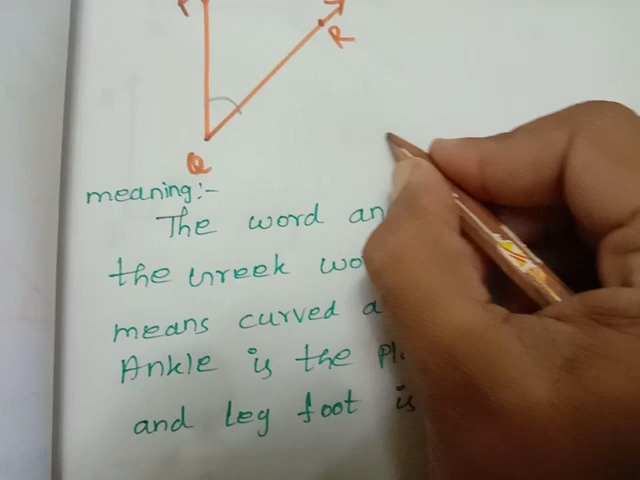 R
Q
meaning:-
The word an
the Greek wo
means curved a
Ankle is the pl
and leg foot is